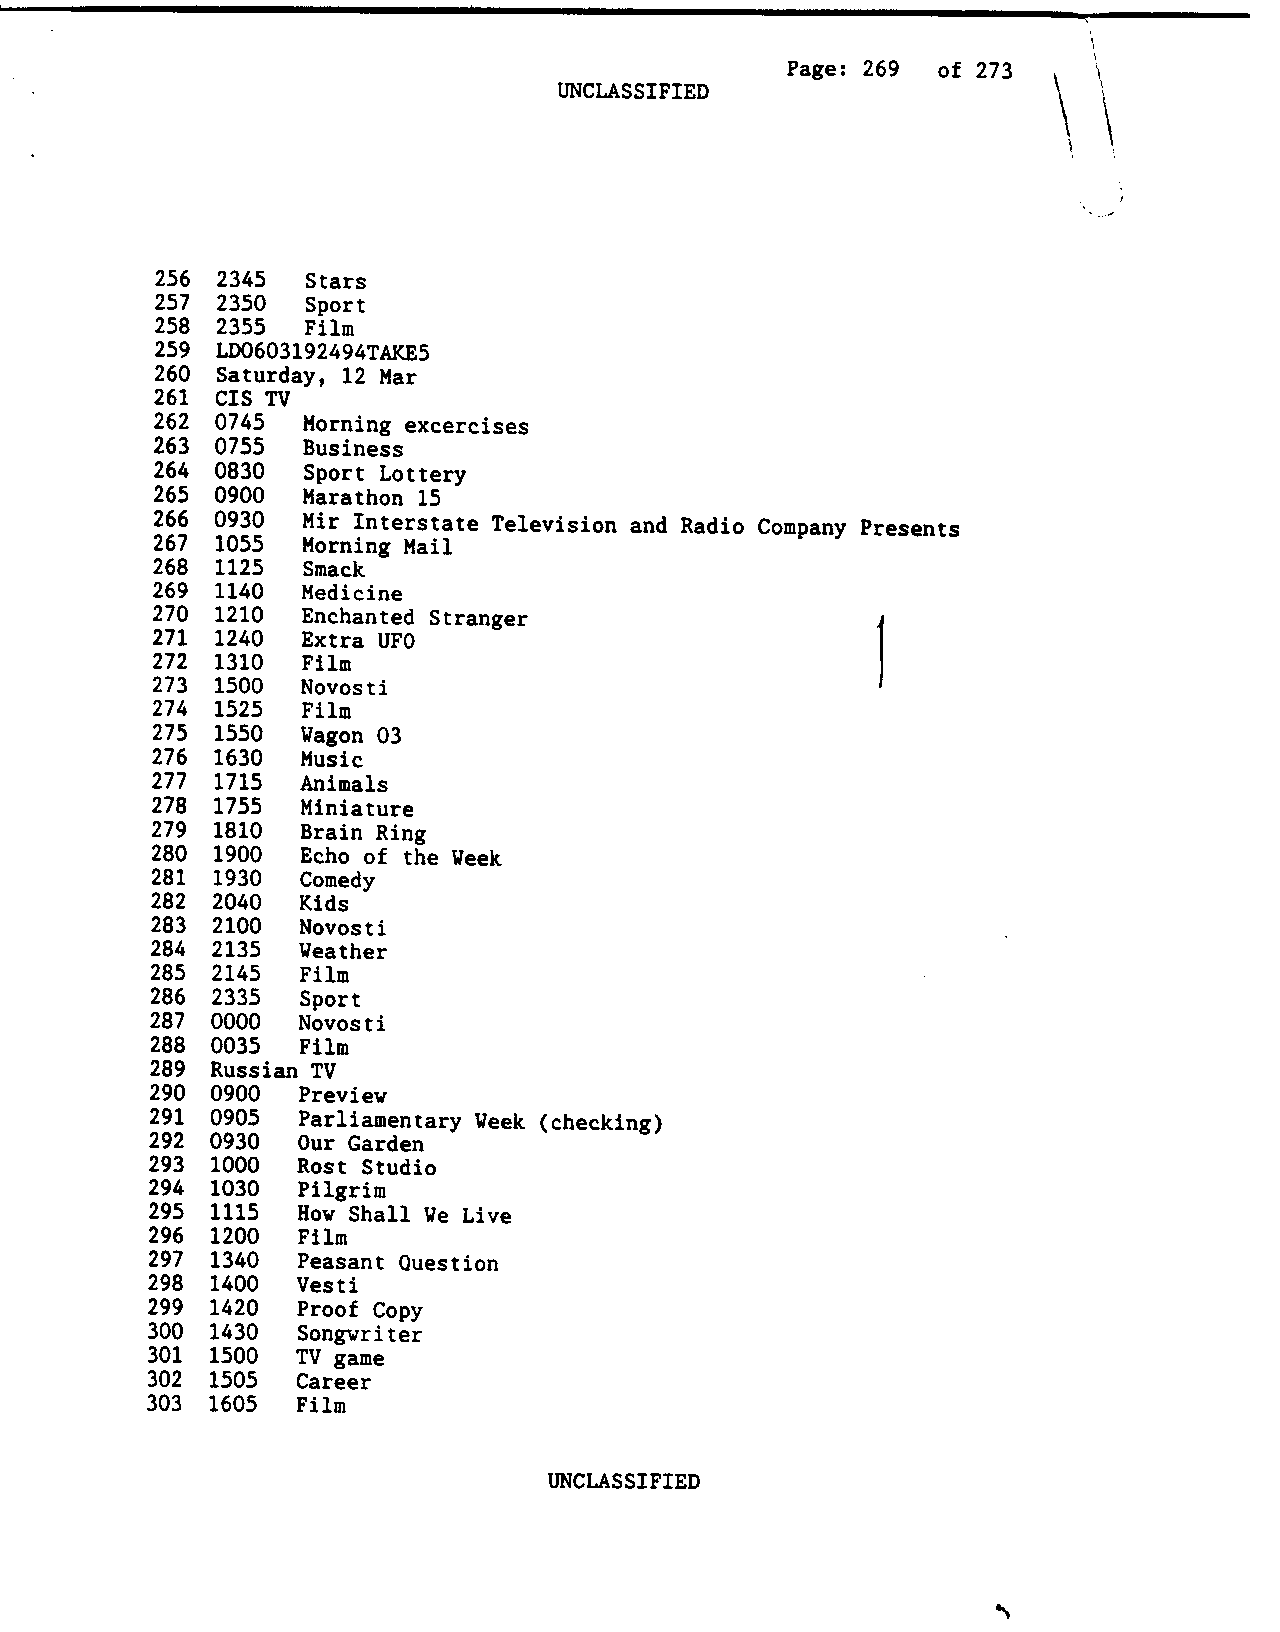 Page: 269 of 273
UNCLASSIFIED
256 2345 Stars
257 2350 Sport
258 2355 Film
259 LD0603192494TAKE5
260 Saturday, 12 Mar
261 CIS TV
262 0745 Morning excercises
263 0755 Business
264 0830 Sport Lottery
265 0900 Marathon 15
266 0930 Mir Interstate Television and Radio Company Presents
267 1055 Morning Mail
268 1125 Smack
269 1140 Medicine
270 1210 Enchanted Stranger
271 1240 Extra UFO
272 1310 Film
273 1500 Novosti
274 1525 Film
275 1550 Wagon 03
276 1630 Music
277 1715 Animals
278 1755 Miniature
279 1810 Brain Ring
280 1900 Echo of the Week
281 1930 Comedy
282 2040 Kids
283 2100 Novosti
284 2135 Weather
285 2145 Film
286 2335 Sport
287 0000 Novosti
288 0035 Film
289 Russian TV
290 0900 Preview
291 0905 Parliamentary Week (checking)
292 0930 Our Garden
293 1000 Rost Studio
294 1030 Pilgrim
295 1115 How Shall We Live
296 1200 Film
297 1340 Peasant Question
298 1400 Vesti
299 1420 Proof Copy
300 1430 Songwriter
301 1500 TV game
302 1505 Career
303 1605 Film
UNCLASSIFIED